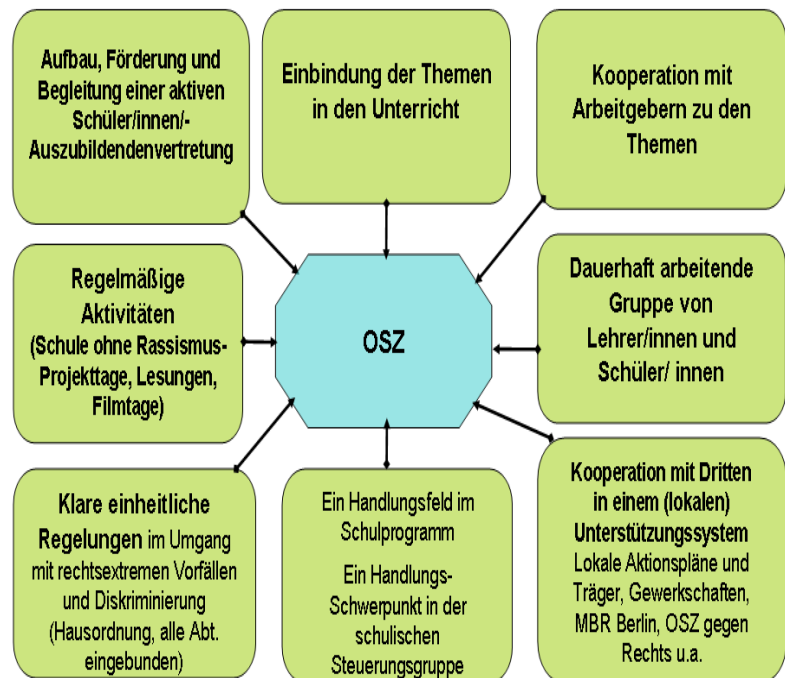 Aufbau, Förderung und
Begleitung einer aktiven
Schüler/innen/-
Auszubildendenvertretung
Einbindung der Themen
in den Unterricht
Kooperation mit
Arbeitgebern zu den
Themen
Regelmäßige
Aktivitäten
(Schule ohne Rassismus-
Projekttage, Lesungen,
Filmtage)
OSZ
Dauerhaft arbeitende
Gruppe von
Lehrer/innen und
Schüler/ innen
Klare einheitliche
Regelungen im Umgang
mit rechtsextremen Vorfällen
und Diskriminierung
(Hausordnung, alle Abt.
eingebunden)
Ein Handlungsfeld im
Schulprogramm
Ein Handlungs-
Schwerpunkt in der
schulischen
Steuerungsgruppe
Kooperation mit Dritten
in einem (lokalen)
Unterstützungssystem
Lokale Aktionspläne und
Träger, Gewerkschaften,
MBR Berlin, OSZ gegen
Rechts u.a.